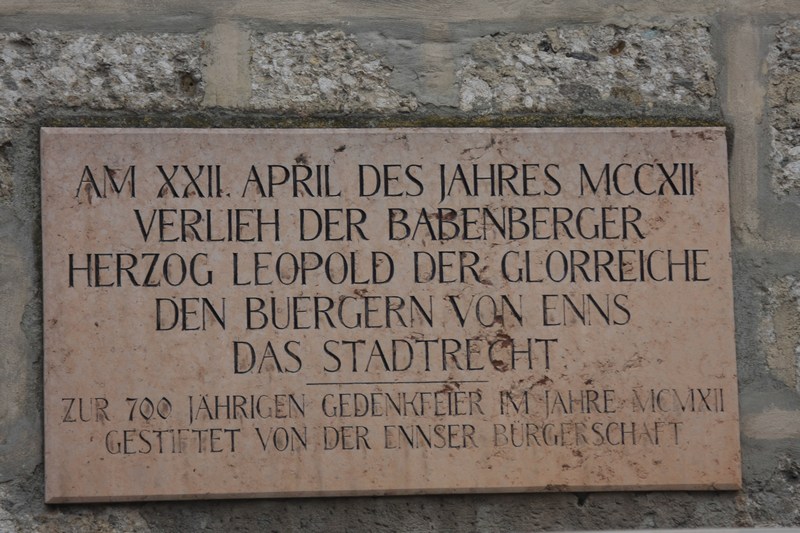 AM XXII. APRIL DES JAHRES MCCXII
VERLIEH DER BABENBERGER
HERZOG LEOPOLD DER GLORREICHE
DEN BUERGERN VON ENNS
DAS STADTRECHT.
ZUR 700 JÄHRIGEN GEDENKFEIER IM JAHRE MCMXII
GESTIFTET VON DER ENNSER BÜRGERSCHAFT